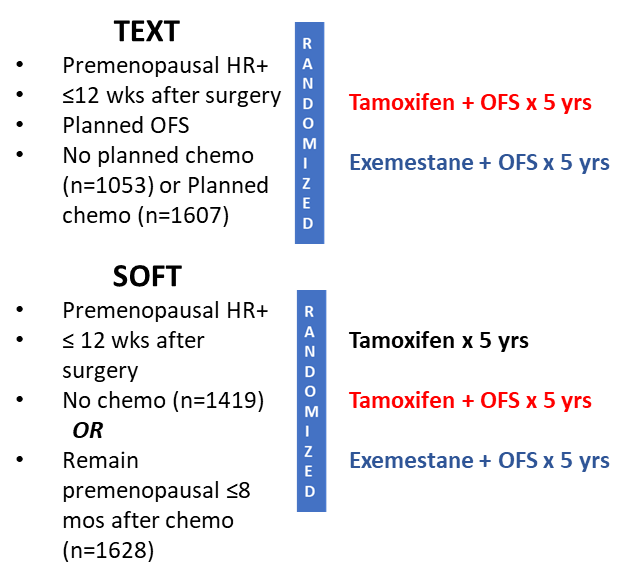 TEXT
• Premenopausal HR+
• ≤12 wks after surgery
• Planned OFS
• No planned chemo
(n=1053) or Planned
chemo (n=1607)
RANDOMIZED
Tamoxifen + OFS x 5 yrs
Exemestane + OFS x 5 yrs
SOFT
• Premenopausal HR+
• ≤ 12 wks after
surgery
• No chemo (n=1419)
OR
• Remain
premenopausal ≤8
mos after chemo
(n=1628)
RANDOMIZED
Tamoxifen x 5 yrs
Tamoxifen + OFS x 5 yrs
Exemestane + OFS x 5 yrs